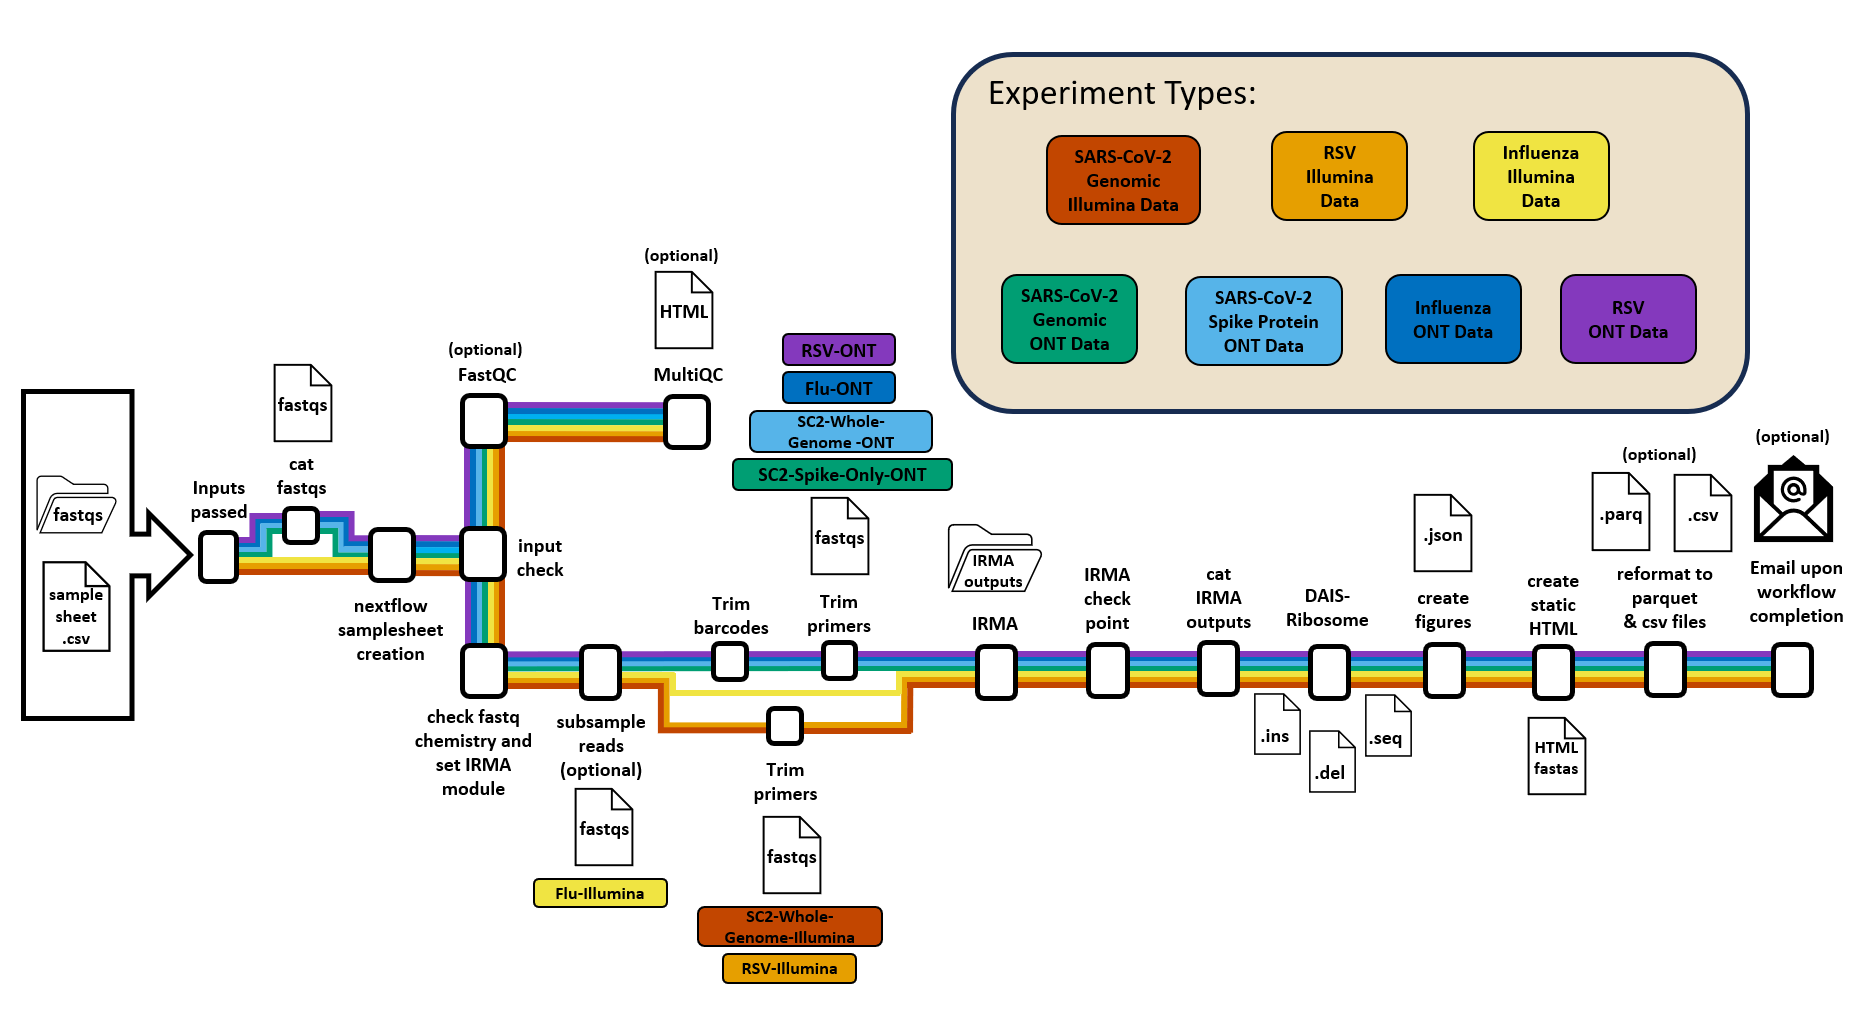 Experiment Types:
SARS-CoV-2
Genomic
Illumina Data
RSV
Illumina
Data
Influenza
Illumina
Data
SARS-CoV-2
Genomic
ONT Data
SARS-CoV-2
Spike Protein
ONT Data
Influenza
ONT Data
RSV
ONT Data
fastqs
sample
sheet
.csv
Inputs
passed
fastqs
cat
fastqs
nextflow
samplesheet
creation
(optional)
FastQC
(optional)
HTML
MultiQC
input
check
check fastq
chemistry and
set IRMA
module
subsample
reads
(optional)
fastqs
Flu-Illumina
RSV-ONT
Flu-ONT
SC2-Whole-
Genome -ONT
SC2-Spike-Only-ONT
fastqs
Trim
barcodes
Trim
primers
Trim
primers
fastqs
SC2-Whole-
Genome-Illumina
RSV-Illumina
IRMA
outputs
IRMA
IRMA
check
point
cat
IRMA
outputs
DAIS-
Ribosome
.ins
.del
.seq
.json
create
figures
create
static
HTML
HTML
fastas
(optional)
.parq
.csv
reformat to
parquet
& csv files
(optional)
@
Email upon
workflow
completion